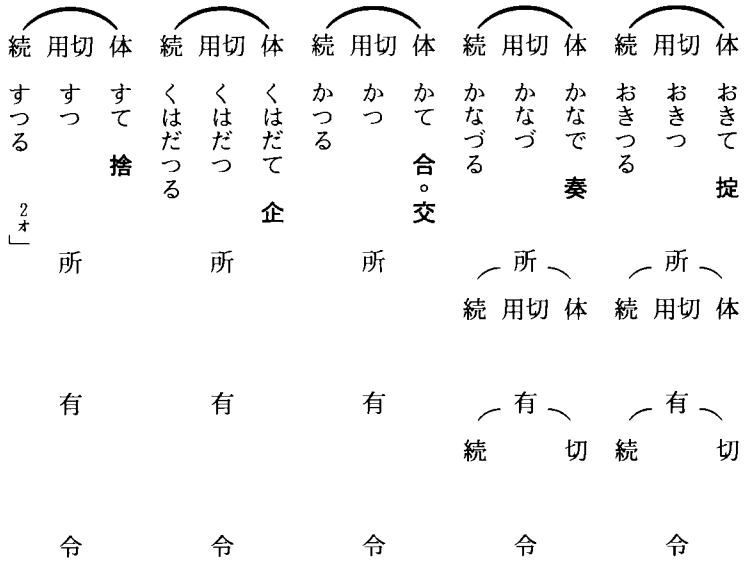 体 おきて 掟
用切 おきつ
続 おきつる
所
体
用切
続
有
切
続
令
体 かなで 奏
用切 かなづ
続 かなづる
所
体
用切
続
有
切
続
令
体 かて 合。交
用切 かつ
続 かつる
所
有
令
体 くはだて 企
用切 くはだつ
続 くはだつる
所
有
令
体 すて 捨
用切 すつ
続 すつる 2オ」
所
有
令